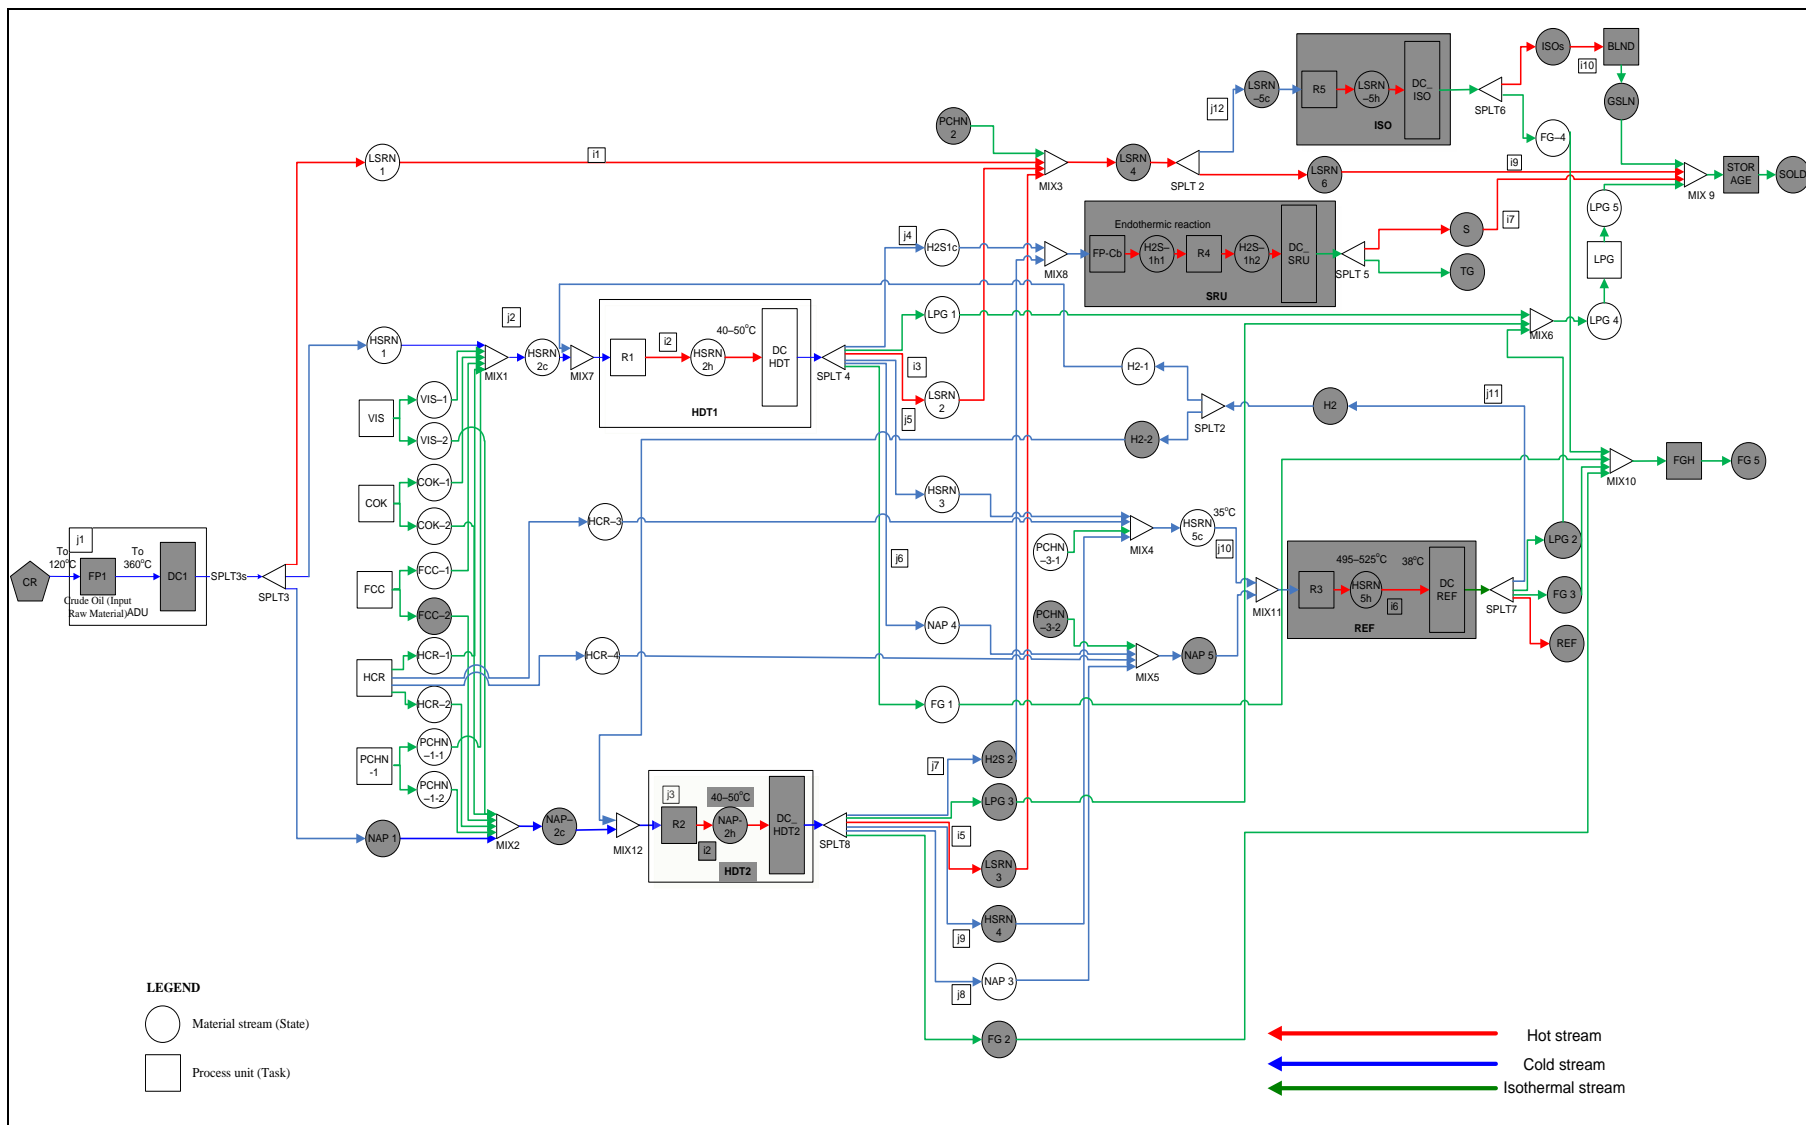 ISOs
BLND
i10
GSLN
LSRN
–5c
j12
R5
LSRN
–5h
DC_
ISO
ISO
SPLT6
FG–4
PCHN
2
LSRN
1
i1
MIX3
LSRN
4
SPLT 2
LSRN
6
i9
MIX 9
STOR
AGE
SOLD
LPG 5
i7
S
LPG
TG
SPLT 5
LPG 4
MIX6
j4
H2S1c
MIX8
Endothermic reaction
FP-Cb
H2S–
1h1
R4
H2S–
1h2
DC_
SRU
SRU
j2
HSRN
1
MIX1
HSRN
2c
MIX7
R1
i2
HSRN
2h
40–50°C
DC
HDT
HDT1
SPLT 4
LPG 1
i3
j5
LSRN
2
H2-1
SPLT2
H2
j11
H2-2
VIS
VIS–1
VIS–2
COK
COK–1
COK–2
FCC
FCC–1
FCC–2
HCR
HCR–1
HCR–2
PCHN
-1
PCHN
–1-1
PCHN
–1-2
HCR–3
HCR–4
HSRN
3
j6
NAP 4
FG 1
PCHN
–3-1
MIX4
HSRN
5c
35°C
j10
PCHN
–3-2
MIX5
NAP 5
MIX11
R3
495–525°C
HSRN
5h
i6
38°C
DC
REF
REF
SPLT7
LPG 2
FG 3
REF
MIX10
FGH
FG 5
j1
To
120°C
To
360°C
CR
FP1
DC1
Crude Oil (Input
Raw Material)
ADU
SPLT3s
SPLT3
NAP 1
MIX2
NAP–
2c
MIX12
j3
R2
i2
40–50°C
NAP-
2h
DC_
HDT2
HDT2
SPLT8
j7
H2S 2
LPG 3
i5
LSRN
3
HSRN
4
j9
NAP 3
j8
FG 2
LEGEND
Material stream (State)
Process unit (Task)
Hot stream
Cold stream
Isothermal stream